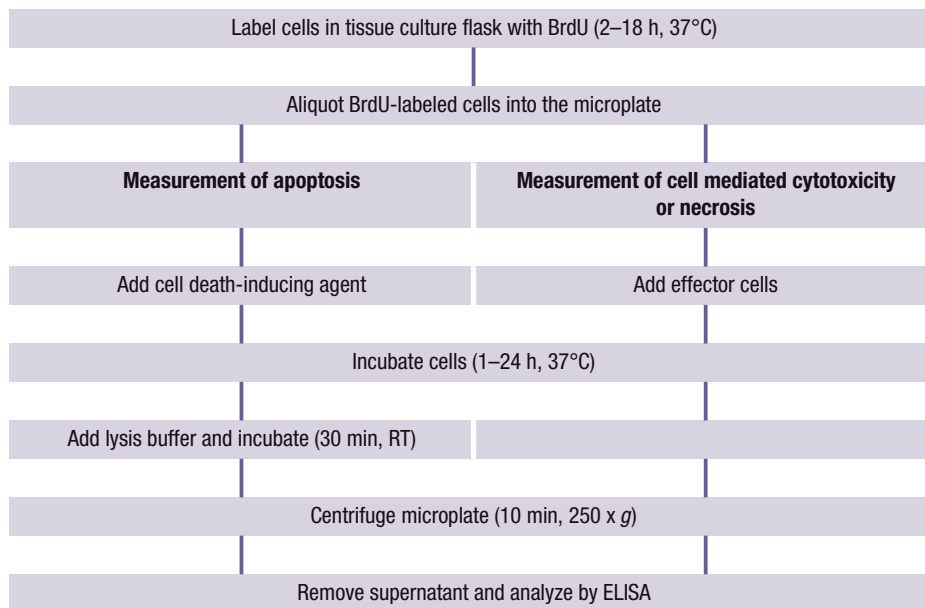 Label cells in tissue culture flask with BrdU (2–18 h, 37°C)
Aliquot BrdU-labeled cells into the microplate
Measurement of apoptosis
Measurement of cell mediated cytotoxicity
or necrosis
Add cell death-inducing agent
Add effector cells
Incubate cells (1–24 h, 37°C)
Add lysis buffer and incubate (30 min, RT)
Centrifuge microplate (10 min, 250 x g)
Remove supernatant and analyze by ELISA